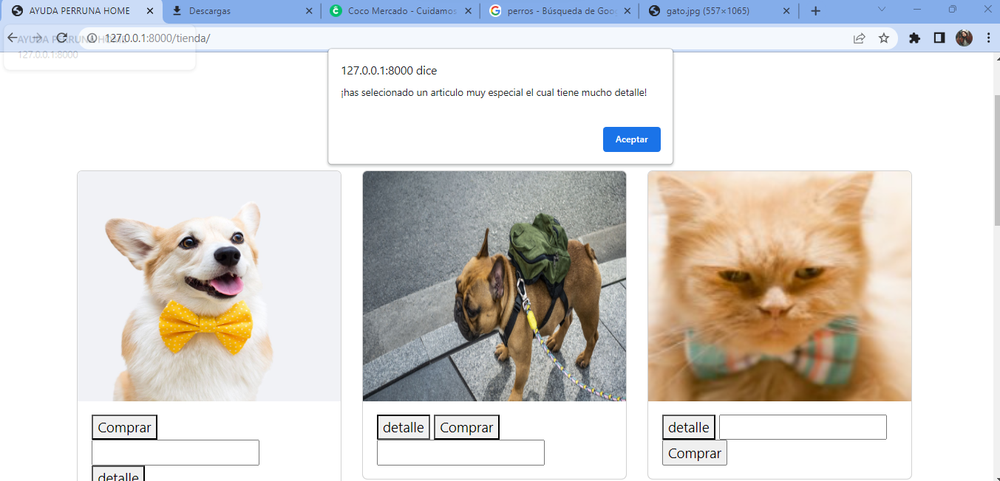 AYUDA PERRUNA HOME
Descargas
Coco Mercado - Cuidamos
perros - Búsqueda de Goo
gato.jpg (557×1065)
AYUDA PERRUNA HOME
127.0.0.1:8000/tienda/
127.0.0.1:8000
127.0.0.1:8000 dice
¡has selecionado un articulo muy especial el cual tiene mucho detalle!
Aceptar
Comprar
detalle
detalle Comprar
detalle
Comprar